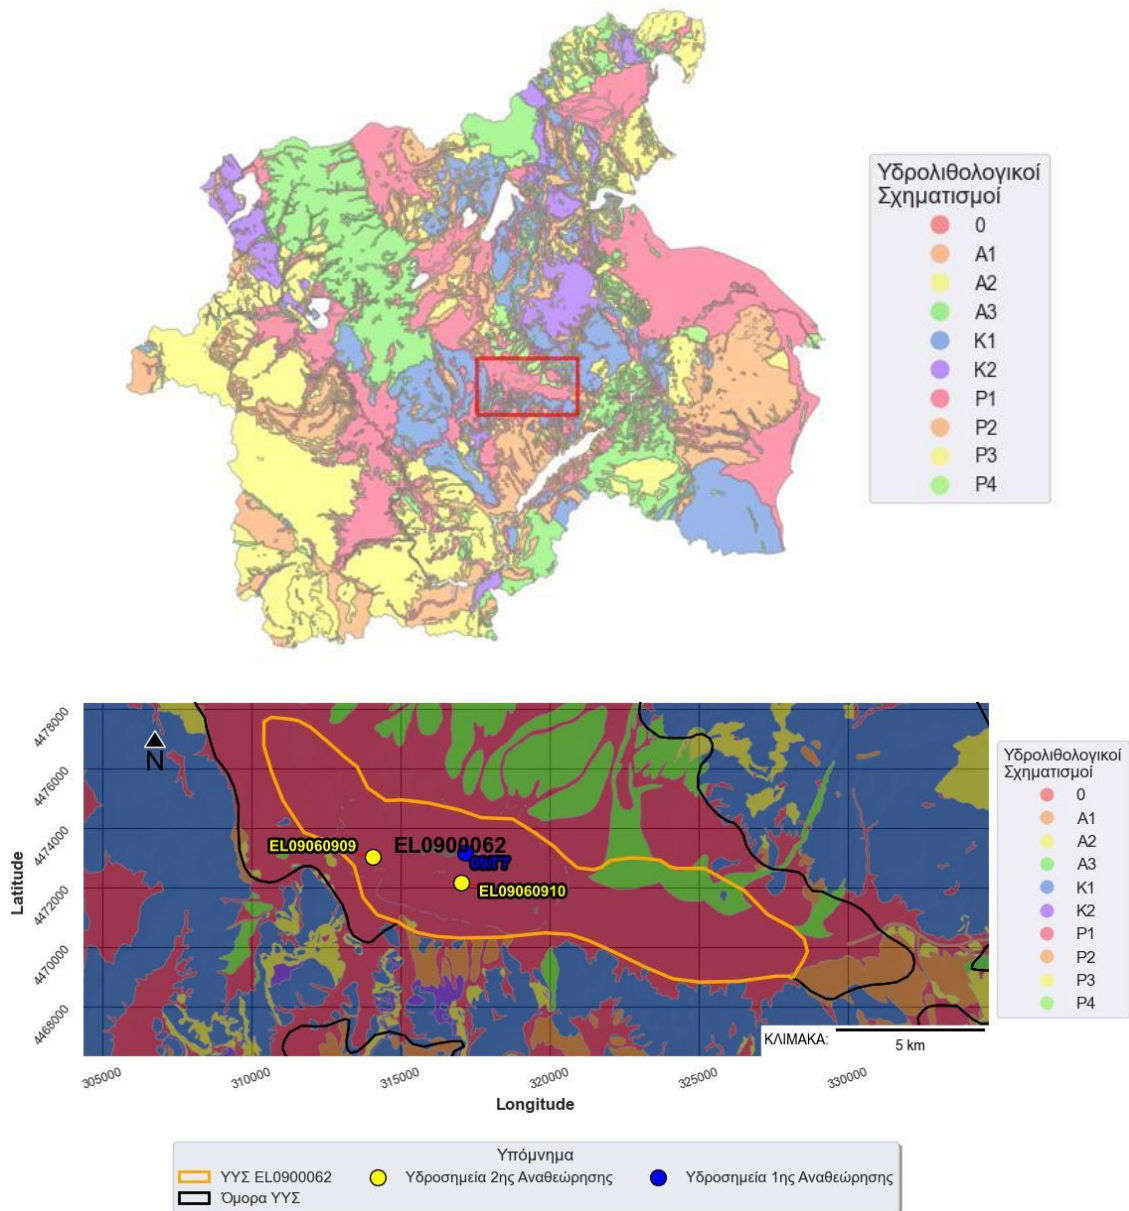 Υδρολιθολογικοί
Σχηματισμοί
0
A1
A2
A3
K1
K2
P1
P2
P3
P4
Latitude
4478000
4476000
4474000
4472000
4470000
4468000
N
EL09060909
EL0900062
09/Γ7
EL09060910
ΚΛΙΜΑΚΑ:
5 km
305000
310000
315000
320000
325000
330000
Longitude
Υδρολιθολογικοί
Σχηματισμοί
0
A1
A2
A3
K1
K2
P1
P2
P3
P4
Υπόμνημα
ΥΥΣ EL0900062
Υδροσημεία 2ης Αναθεώρησης
Υδροσημεία 1ης Αναθεώρησης
Όμορα ΥΥΣ